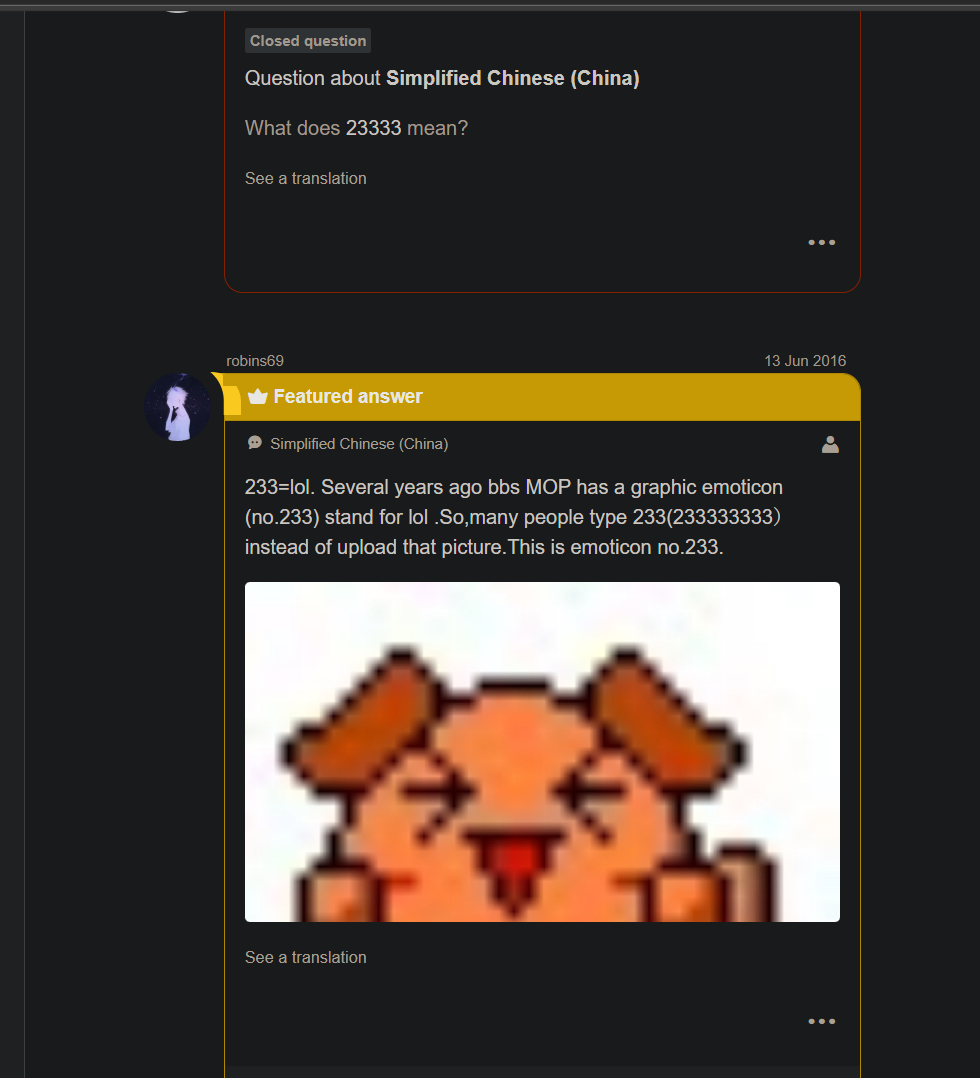 Closed question
Question about Simplified Chinese (China)
What does 23333 mean?
See a translation
robins69
13 Jun 2016
Featured answer
Simplified Chinese (China)
233=lol. Several years ago bbs MOP has a graphic emoticon
(no.233) stand for lol .So,many people type 233(233333333）
instead of upload that picture.This is emoticon no.233.
See a translation